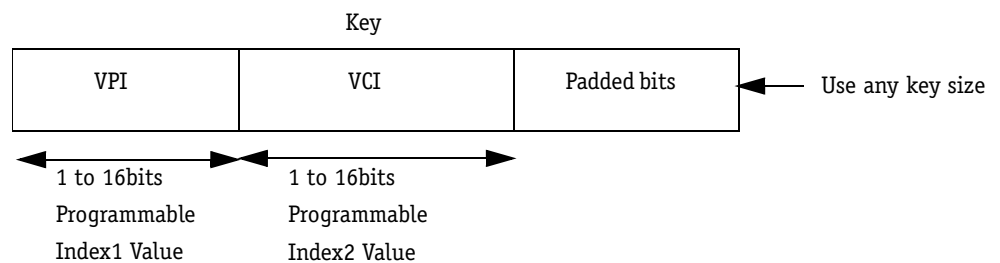 Key
VPI
VCI
Padded bits
Use any key size
1 to 16bits
Programmable
Index1 Value
1 to 16bits
Programmable
Index2 Value